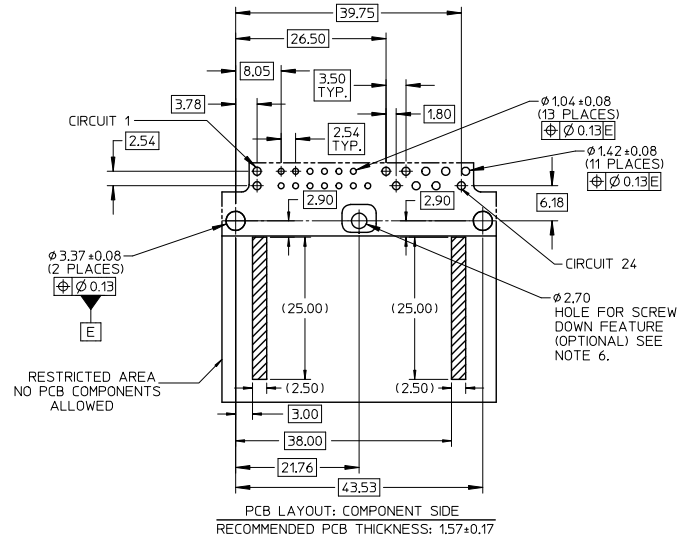 39.75
26.50
8.05
3.50
TYP.
3.78
1.80
CIRCUIT 1
2.54
2.54
TYP.
⌀1.04±0.08
(13 PLACES)
⌖ ⌀0.13 E
⌀1.42±0.08
(11 PLACES)
⌖ ⌀0.13 E
2.90
2.90
6.18
⌀3.37±0.08
(2 PLACES)
⌖ ⌀0.13
E
CIRCUIT 24
⌀2.70
HOLE FOR SCREW
DOWN FEATURE
(OPTIONAL) SEE
NOTE 6.
(25.00)
(25.00)
RESTRICTED AREA
NO PCB COMPONENTS
ALLOWED
(2.50)
(2.50)
3.00
38.00
21.76
43.53
PCB LAYOUT: COMPONENT SIDE
RECOMMENDED PCB THICKNESS: 1.57±0.17